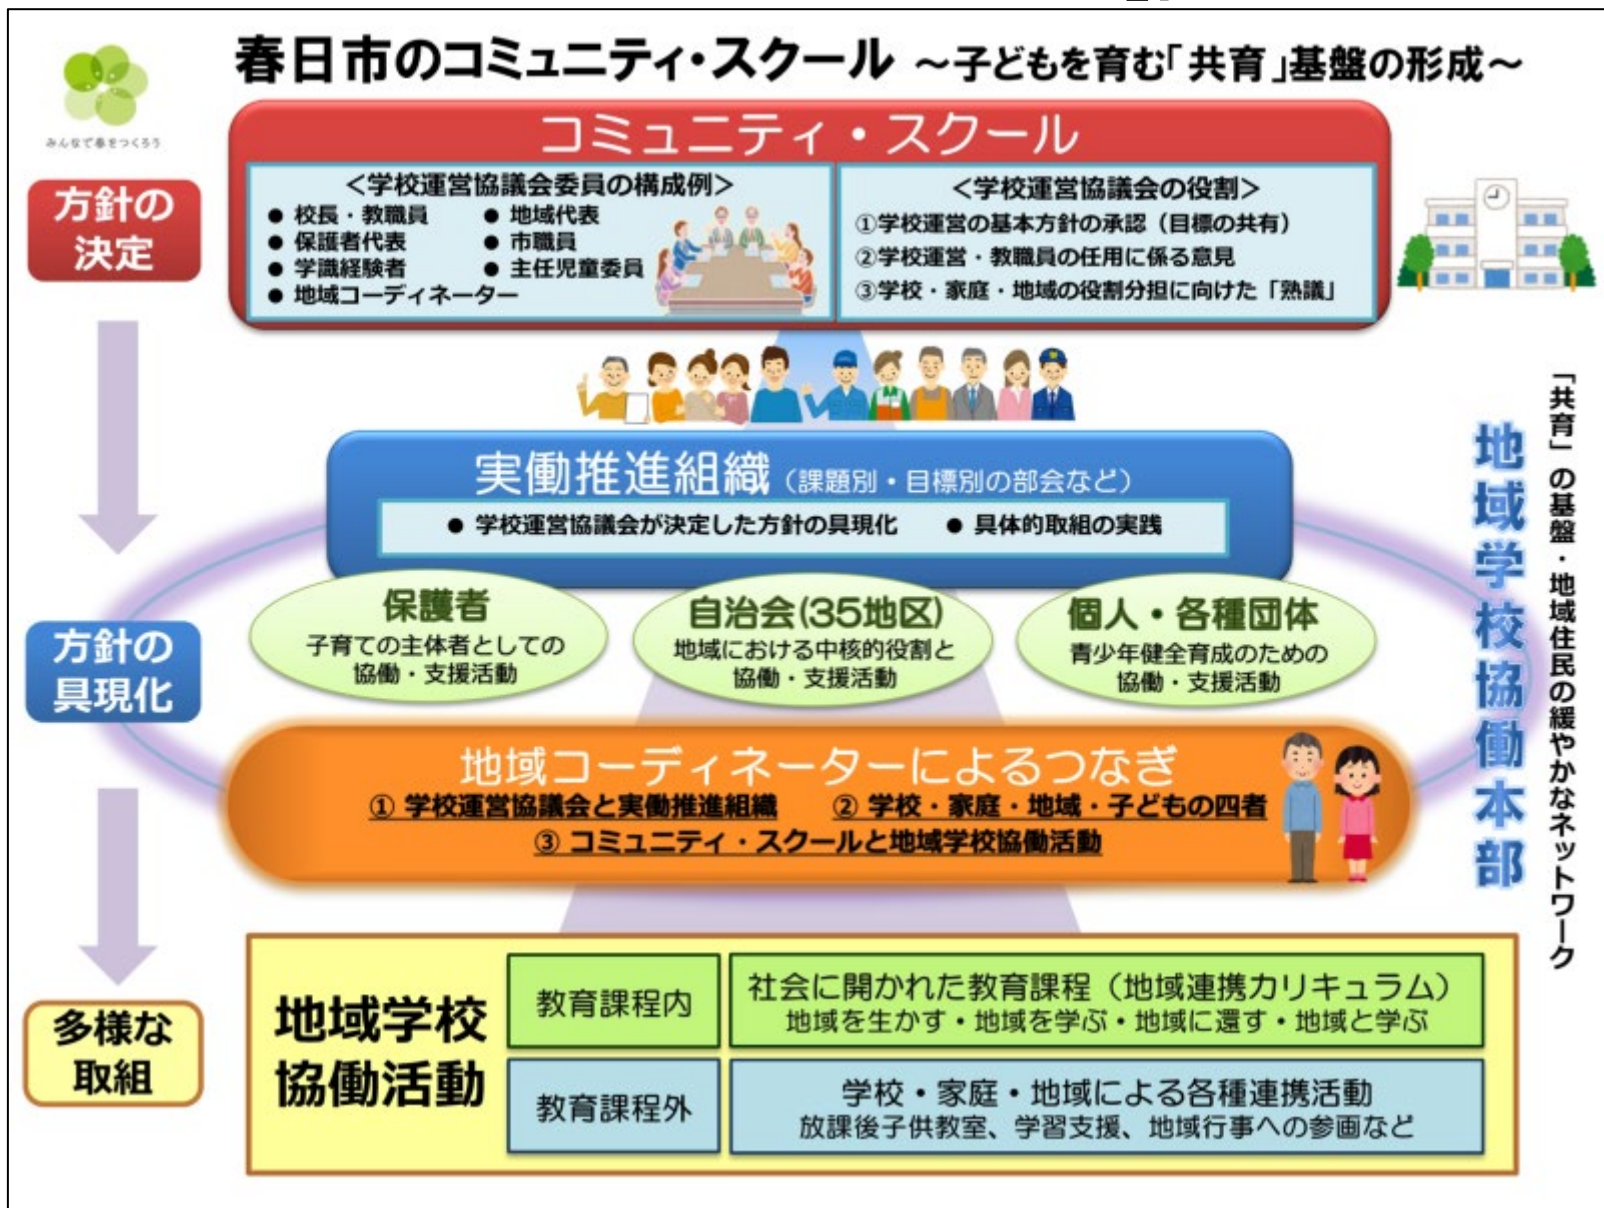 春日市のコミュニティ・スクール ～子どもを育む「共育」基盤の形成～
みんなで春をつくろう
方針の
決定
コミュニティ・スクール
＜学校運営協議会委員の構成例＞
● 校長・教職員
● 地域代表
● 保護者代表
● 市職員
● 学識経験者
● 主任児童委員
● 地域コーディネーター
＜学校運営協議会の役割＞
①学校運営の基本方針の承認（目標の共有）
②学校運営・教職員の任用に係る意見
③学校・家庭・地域の役割分担に向けた「熟議」
実働推進組織（課題別・目標別の部会など）
● 学校運営協議会が決定した方針の具現化 ● 具体的取組の実践
方針の
具現化
保護者
子育ての主体者としての
協働・支援活動
自治会(35地区)
地域における中核的役割と
協働・支援活動
個人・各種団体
青少年健全育成のための
協働・支援活動
地域コーディネーターによるつなぎ
① 学校運営協議会と実働推進組織 ② 学校・家庭・地域・子どもの四者
③ コミュニティ・スクールと地域学校協働活動
地域学校協働本部
「共育」の基盤・地域住民の緩やかなネットワーク
多様な
取組
地域学校
協働活動
教育課程内
社会に開かれた教育課程（地域連携カリキュラム）
地域を生かす・地域を学ぶ・地域に還す・地域と学ぶ
教育課程外
学校・家庭・地域による各種連携活動
放課後子供教室、学習支援、地域行事への参画など